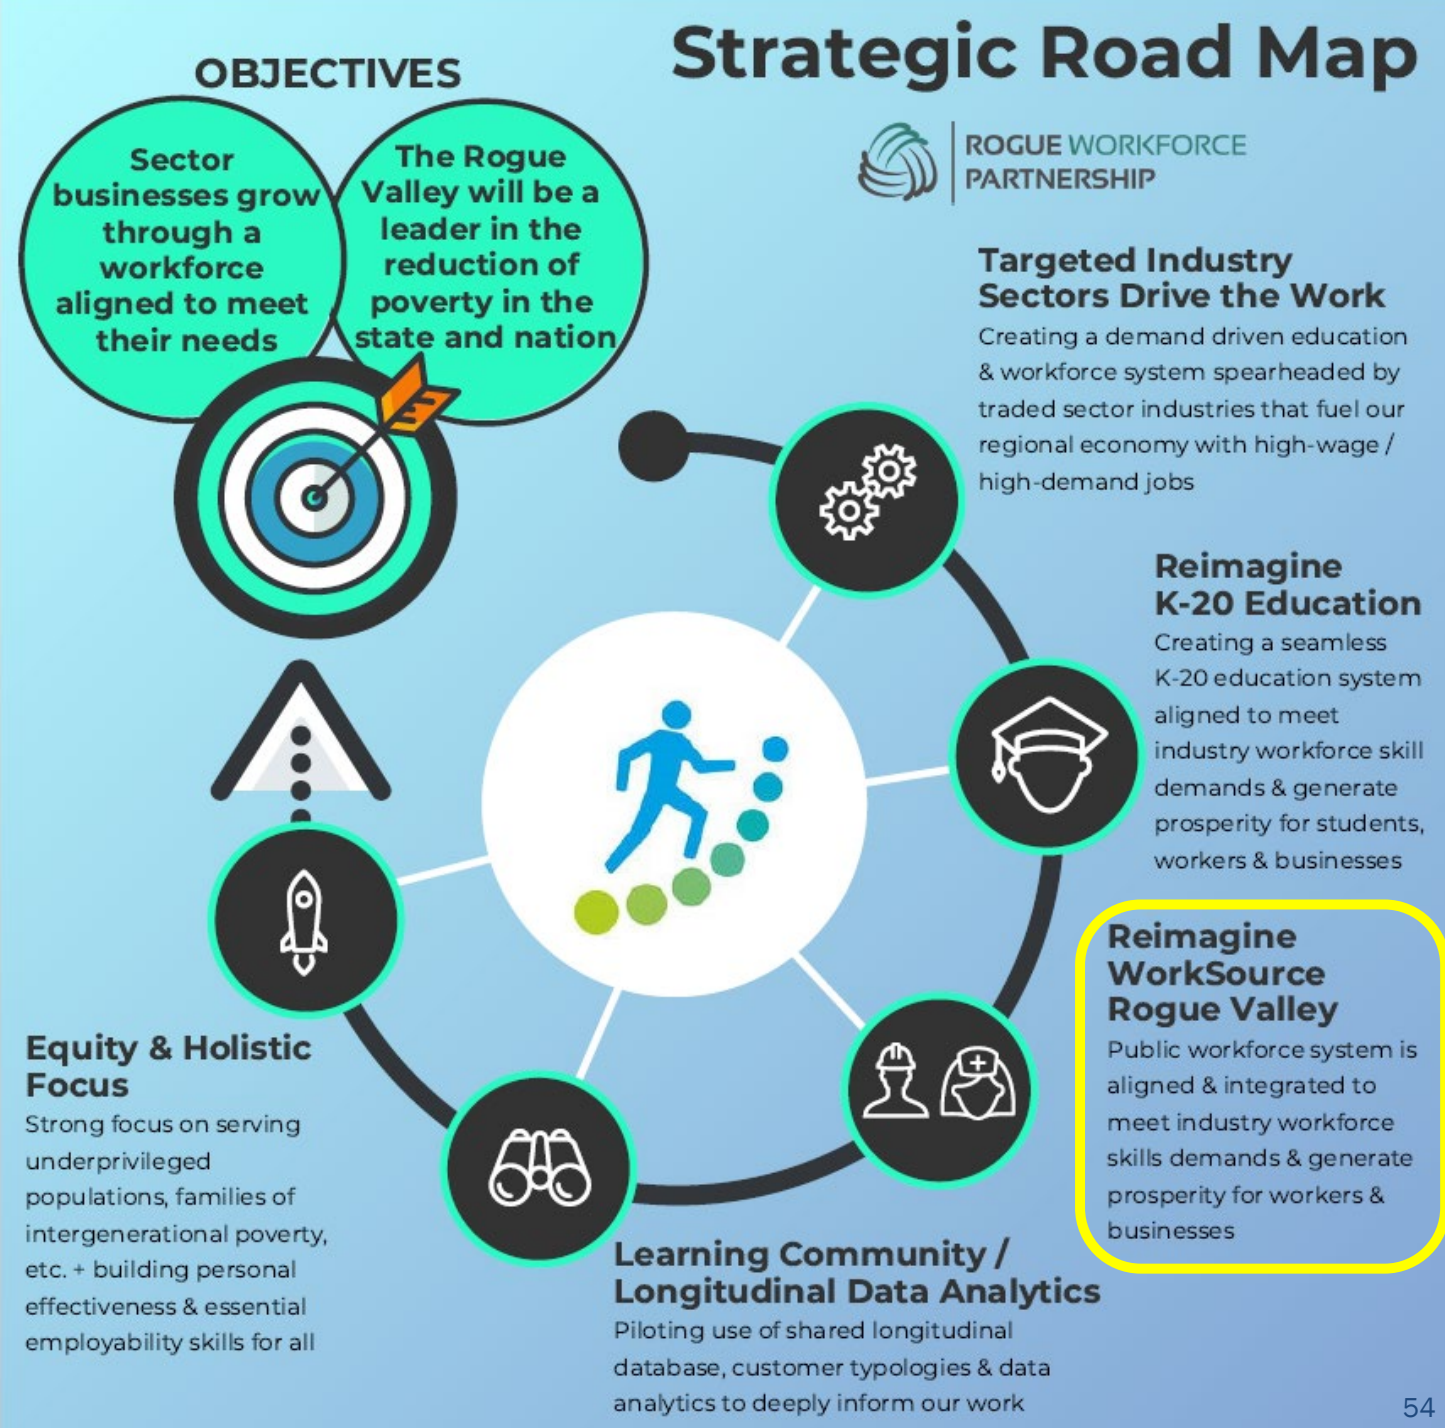 Strategic Road Map
ROGUE WORKFORCE
PARTNERSHIP
OBJECTIVES
Sector
businesses grow
through a
workforce
aligned to meet
their needs
The Rogue
Valley will be a
leader in the
reduction of
poverty in the
state and nation
Targeted Industry
Sectors Drive the Work
Creating a demand driven education
& workforce system spearheaded by
traded sector industries that fuel our
regional economy with high-wage /
high-demand jobs
Reimagine
K-20 Education
Creating a seamless
K-20 education system
aligned to meet
industry workforce skill
demands & generate
prosperity for students,
workers & businesses
Reimagine
WorkSource
Rogue Valley
Public workforce system is
aligned & integrated to
meet industry workforce
skills demands & generate
prosperity for workers &
businesses
Learning Community /
Longitudinal Data Analytics
Piloting use of shared longitudinal
database, customer typologies & data
analytics to deeply inform our work
Equity & Holistic
Focus
Strong focus on serving
underprivileged
populations, families of
intergenerational poverty,
etc. + building personal
effectiveness & essential
employability skills for all
54